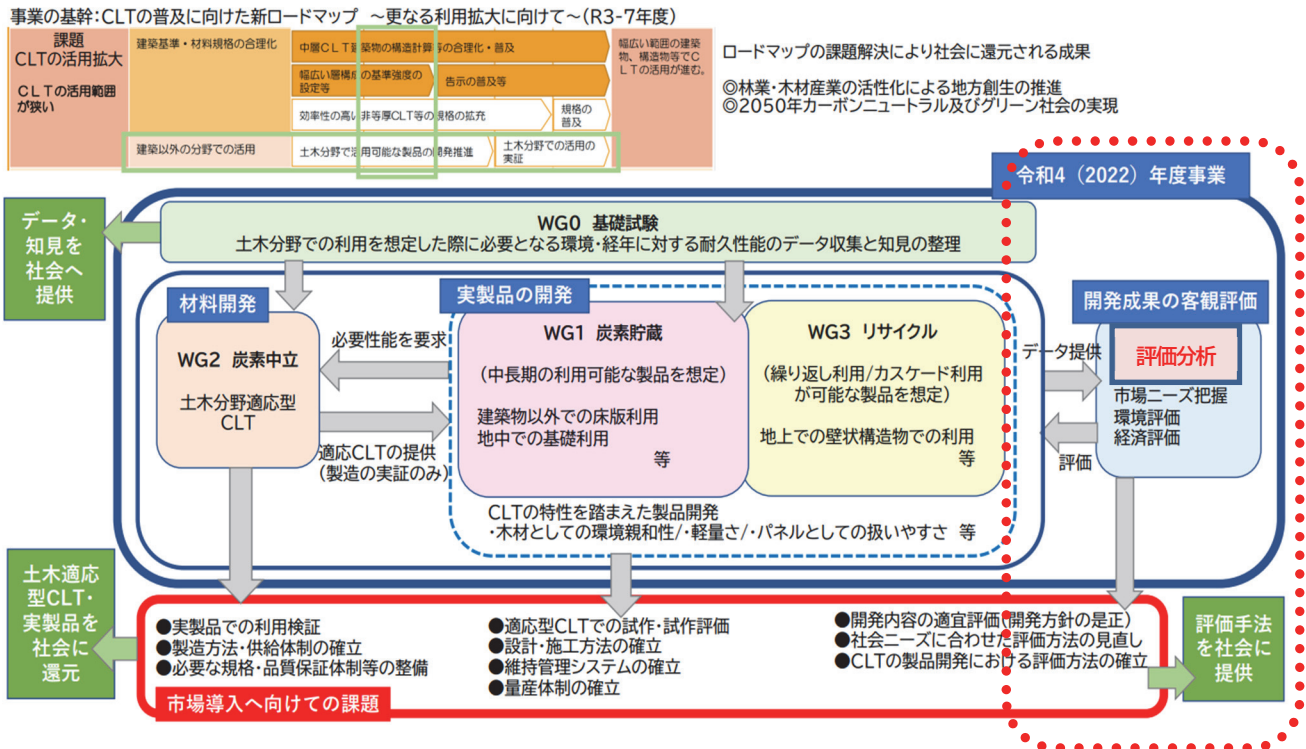 事業の基幹：CLTの普及に向けた新ロードマップ　～更なる利用拡大に向けて～(R3-7年度)
課題
CLTの活用拡大
ＣＬＴの活用範囲
が狭い
建築基準・材料規格の合理化
中層ＣＬＴ建築物の構造計算等の合理化・普及
幅広い層構成の基準強度の
設定等
告示の普及等
効率性の高い非等厚CLT等の規格の拡充
規格の
普及
建築以外の分野での活用
土木分野で活用可能な製品の開発推進
土木分野での活用の
実証
幅広い範囲の建築
物、構造物等でＣ
ＬＴの活用が進む。
ロードマップの課題解決により社会に還元される成果
◎林業・木材産業の活性化による地方創生の推進
◎2050年カーボンニュートラル及びグリーン社会の実現
令和4（2022）年度事業
データ・
知見を
社会へ
提供
WG0 基礎試験
土木分野での利用を想定した際に必要となる環境・経年に対する耐久性能のデータ収集と知見の整理
材料開発
WG2 炭素中立
土木分野適応型
CLT
必要性能を要求
適応CLTの提供
(製造の実証のみ)
実製品の開発
WG1 炭素貯蔵
(中長期の利用可能な製品を想定)
建築物以外での床版利用
地中での基礎利用
等
WG3 リサイクル
(繰り返し利用/カスケード利用
が可能な製品を想定)
地上での壁状構造物での利用
等
CLTの特性を踏まえた製品開発
・木材としての環境親和性/・軽量さ/・パネルとしての扱いやすさ 等
データ提供
評価
開発成果の客観評価
評価分析
市場ニーズ把握
環境評価
経済評価
土木適応
型CLT・
実製品を
社会に
還元
●実製品での利用検証
●製造方法・供給体制の確立
●必要な規格・品質保証体制等の整備
●適応型CLTでの試作・試作評価
●設計・施工方法の確立
●維持管理システムの確立
●量産体制の確立
●開発内容の適宜評価(開発方針の是正)
●社会ニーズに合わせた評価方法の見直し
●CLTの製品開発における評価方法の確立
市場導入へ向けての課題
評価手法
を社会に
提供